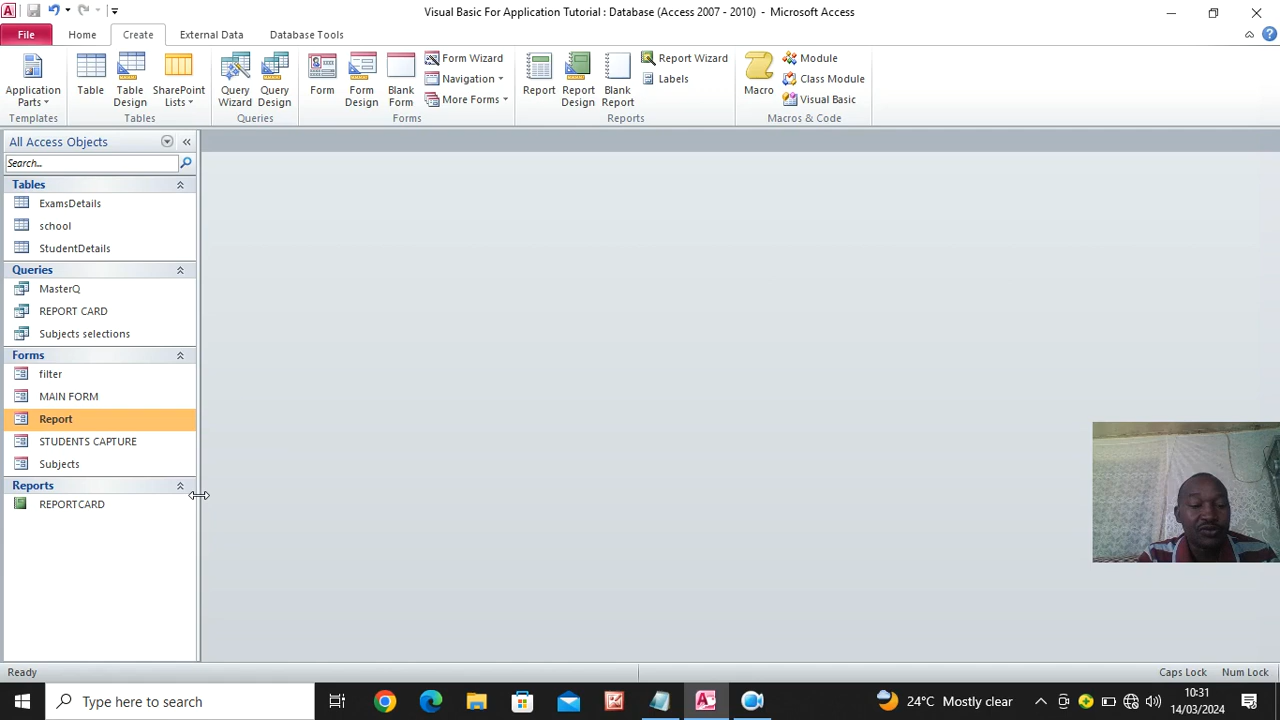 Visual Basic For Application Tutorial : Database (Access 2007 - 2010) - Microsoft Access
File Home Create External Data Database Tools
Application Parts
Table
Table Design
SharePoint Lists
Query Wizard
Query Design
Form
Form Design
Blank Form
Form Wizard
Navigation
More Forms
Report
Report Design
Blank Report
Report Wizard
Labels
Macro
Module
Class Module
Visual Basic
Templates Tables Queries Forms Reports Macros & Code
All Access Objects
Search...
Tables
ExamsDetails
school
StudentDetails
Queries
MasterQ
REPORT CARD
Subjects selections
Forms
filter
MAIN FORM
Report
STUDENTS CAPTURE
Subjects
Reports
REPORTCARD
Ready Caps Lock Num Lock
Type here to search
24°C Mostly clear
10:31
14/03/2024